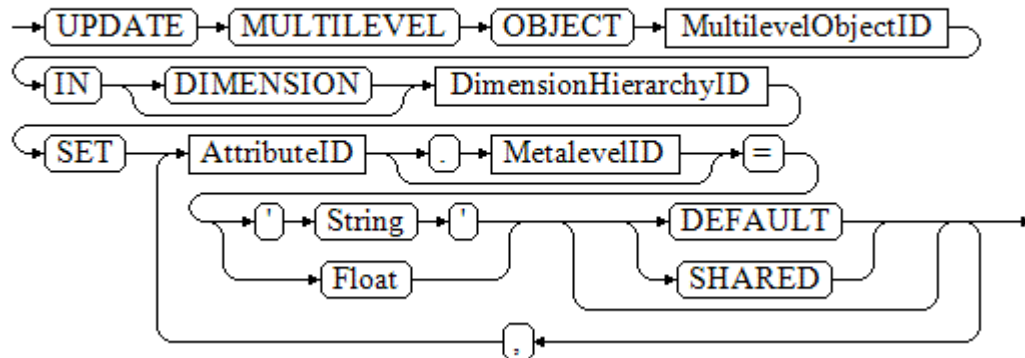 UPDATE MULTILEVEL OBJECT MultilevelObjectID
IN DIMENSION DimensionHierarchyID
SET AttributeID . MetalevelID =
' String ' DEFAULT
Float SHARED
,